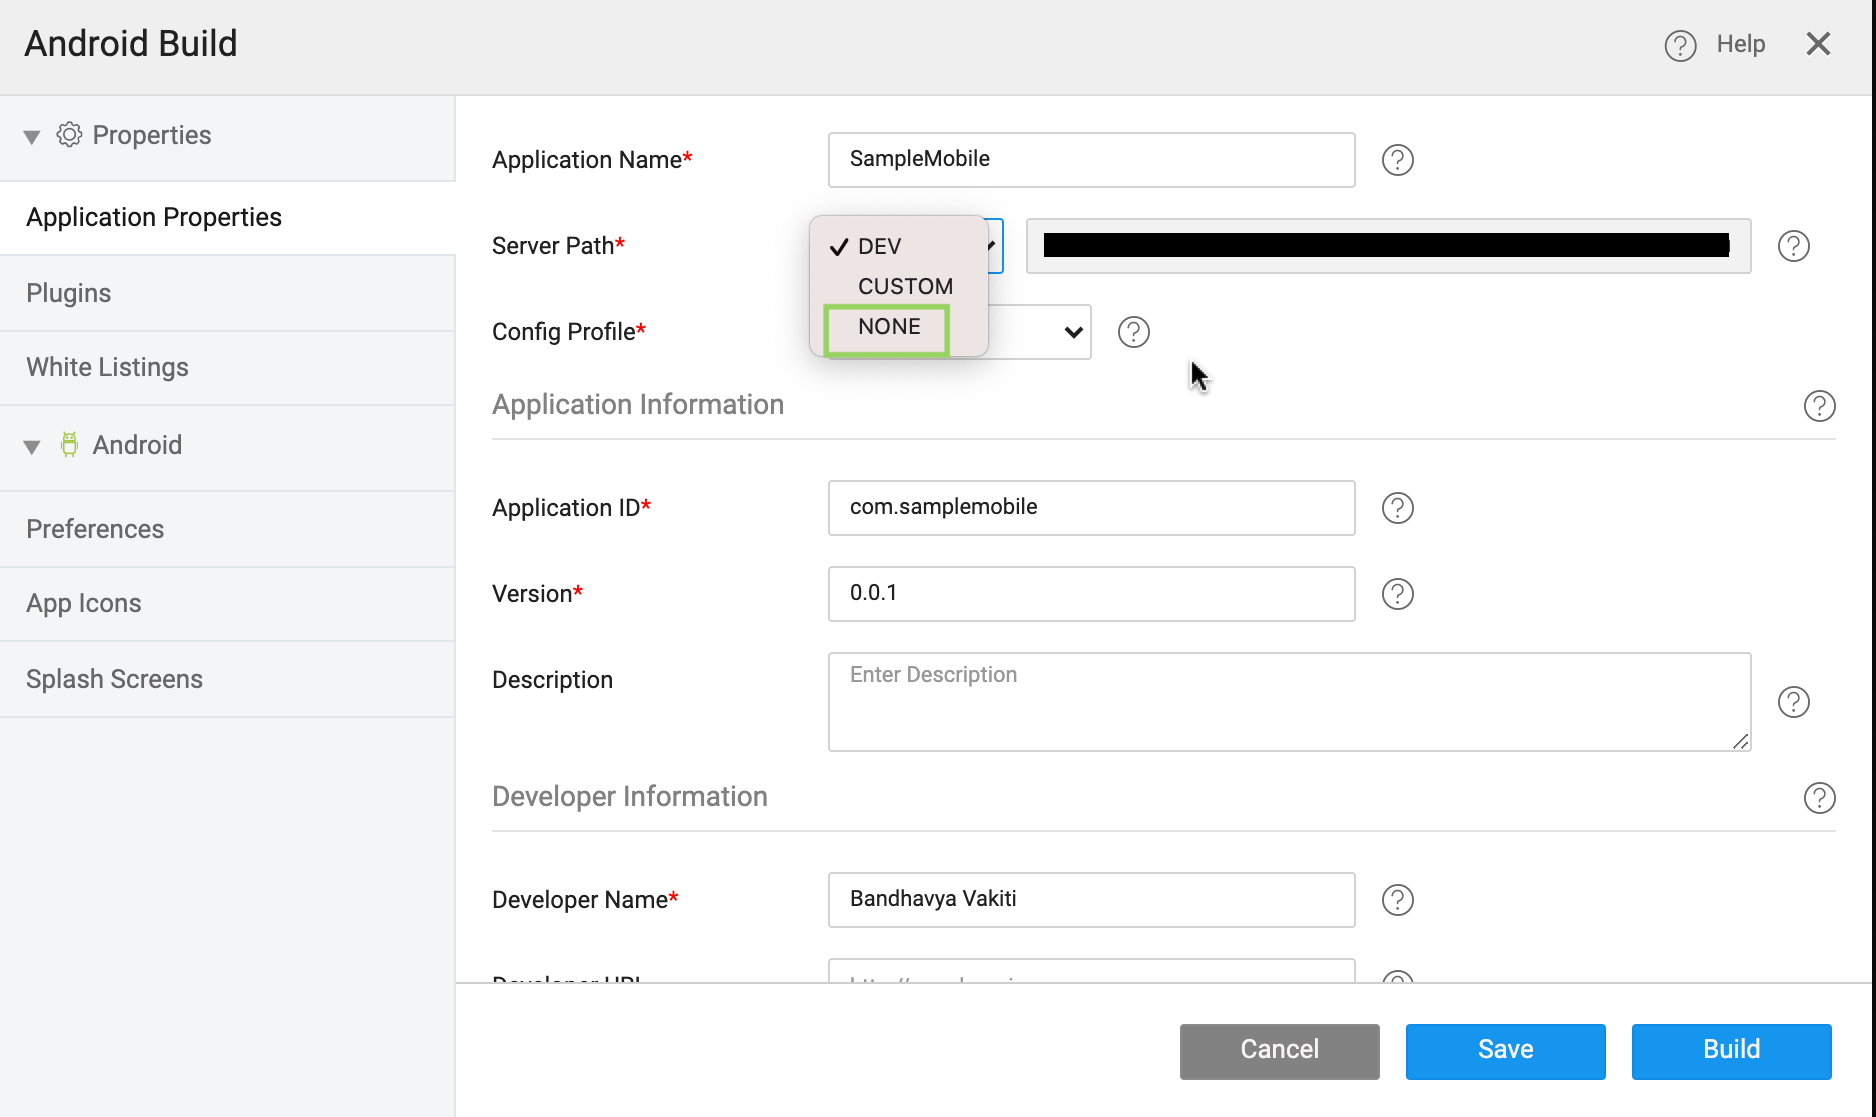 Android Build
Help
Properties
Application Properties
Plugins
White Listings
Android
Preferences
App Icons
Splash Screens
Application Name* SampleMobile
Server Path*
DEV
CUSTOM
NONE
Config Profile*
Application Information
Application ID* com.samplemobile
Version* 0.0.1
Description Enter Description
Developer Information
Developer Name* Bandhavya Vakiti
Developer URL
Cancel Save Build